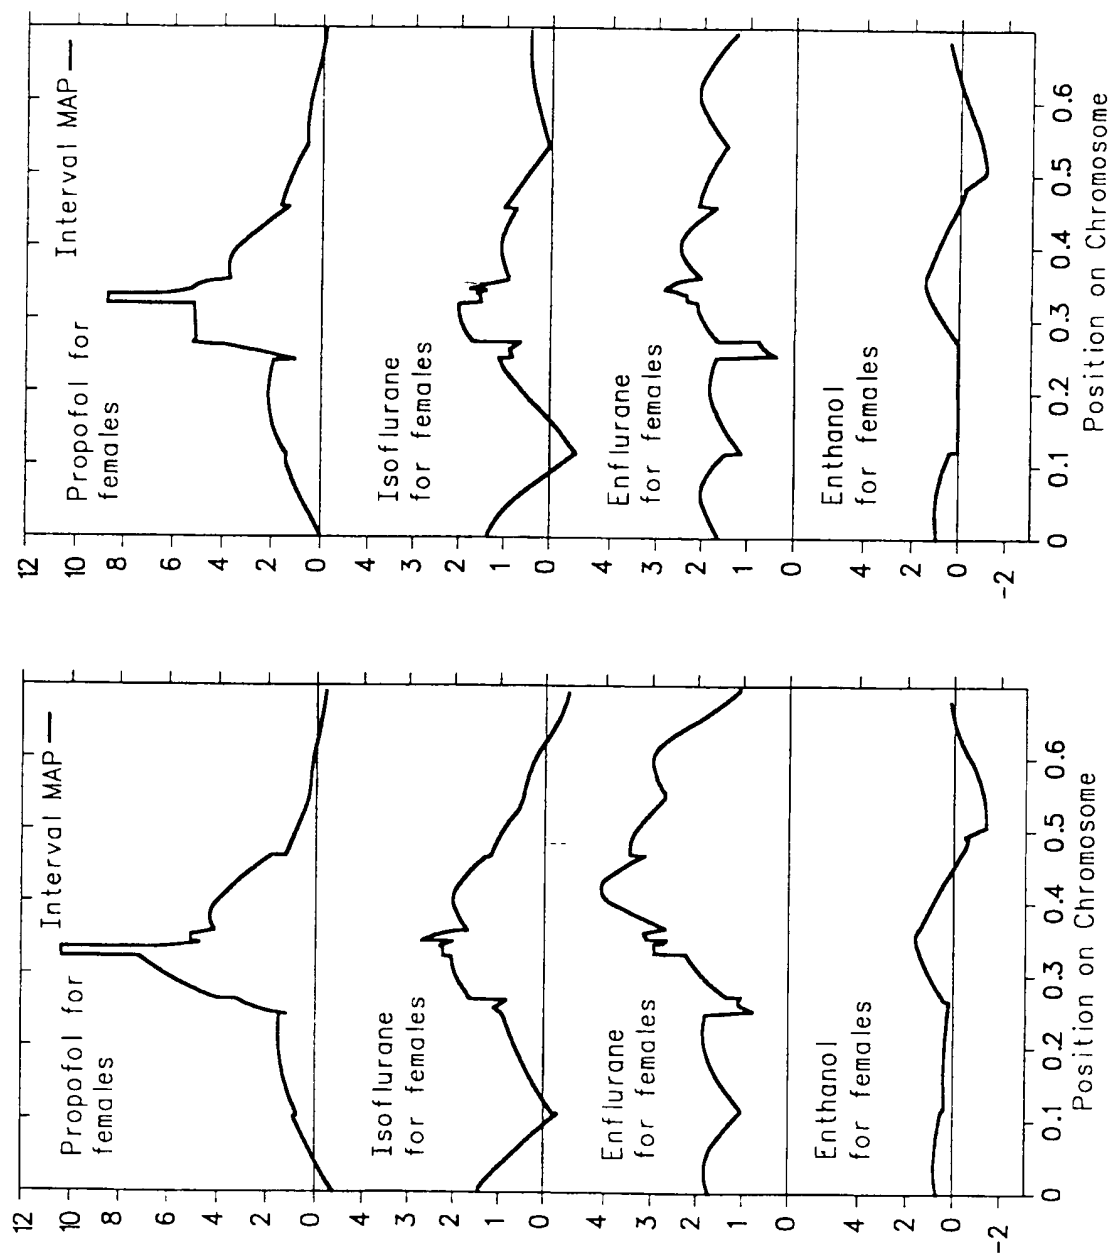 12
10
8
6
4
2
0
3
2
1
0
4
3
2
1
0
2
0
-2
Propofol for
females
Interval MAP
Isoflurane
for females
Enflurane
for females
Enthanol
for females
0
0.1
0.2
0.3
0.4
0.5
0.6
Position on Chromosome
12
10
8
6
4
2
0
3
2
1
0
4
3
2
1
0
2
0
-2
Propofol for
females
Interval MAP
Isoflurane
for females
Enflurane
for females
Enthanol
for females
0
0.1
0.2
0.3
0.4
0.5
0.6
Position on Chromosome